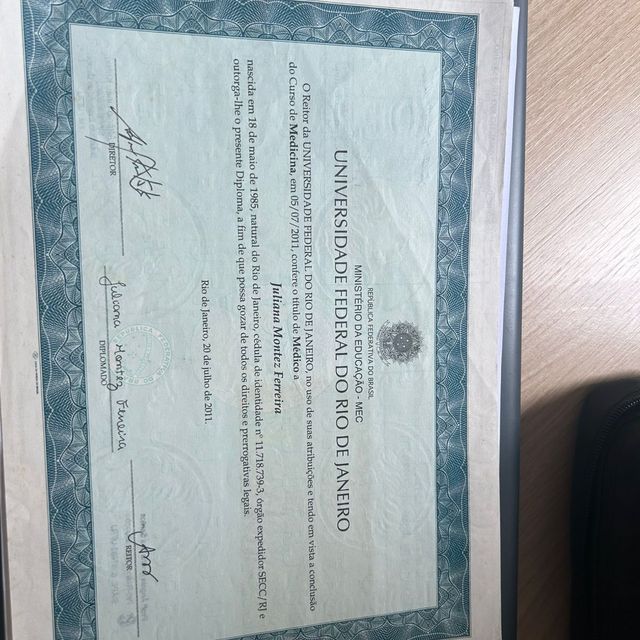 REPÚBLICA FEDERATIVA DO BRASIL
MINISTÉRIO DA EDUCAÇÃO - MEC
UNIVERSIDADE FEDERAL DO RIO DE JANEIRO
O Reitor da UNIVERSIDADE FEDERAL DO RIO DE JANEIRO, no uso de suas atribuições e tendo em vista a conclusão
do Curso de Medicina, em 05/07/2011, confere o título de Médico a
Juliana Montez Ferreira
nascida em 18 de maio de 1985, natural do Rio de Janeiro, cédula de identidade nº 11.718.739-3, órgão expedidor SECC/RJ e
outorga-lhe o presente Diploma, a fim de que possa gozar de todos os direitos e prerrogativas legais.
Rio de Janeiro, 20 de julho de 2011.
Juliana Montez Ferreira
DIRETOR
DIPLOMADO
REITOR